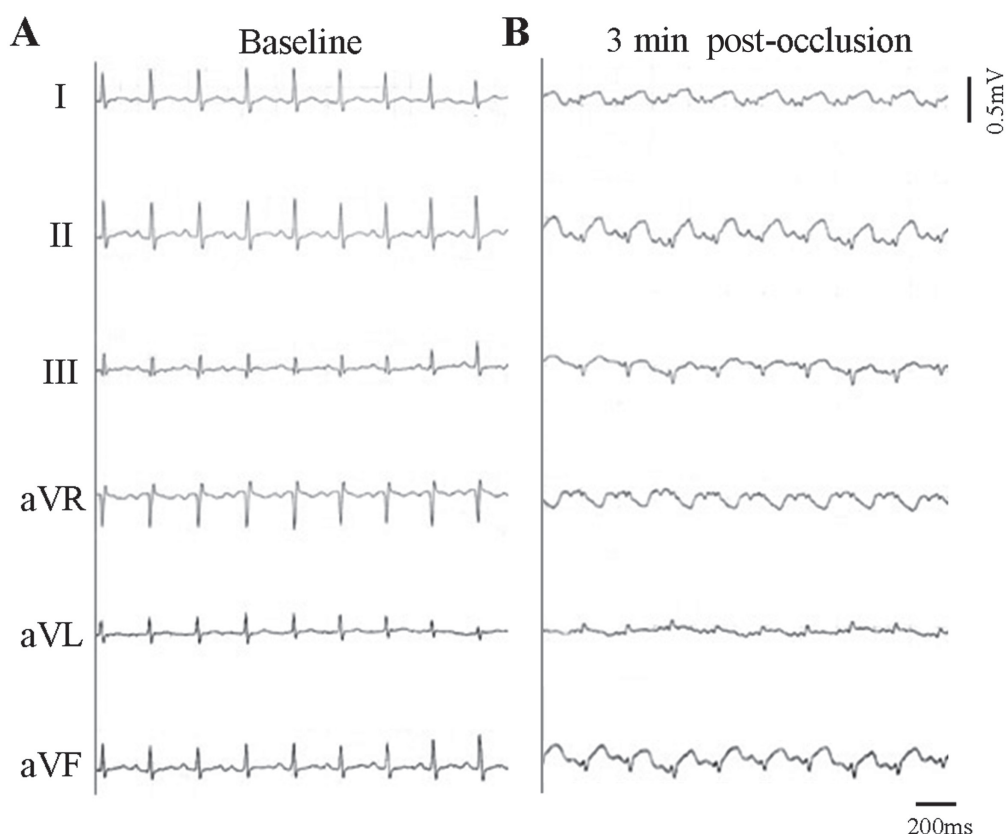 A
Baseline
B
3 min post-occlusion
I
0.5mV
II
III
aVR
aVL
aVF
200ms